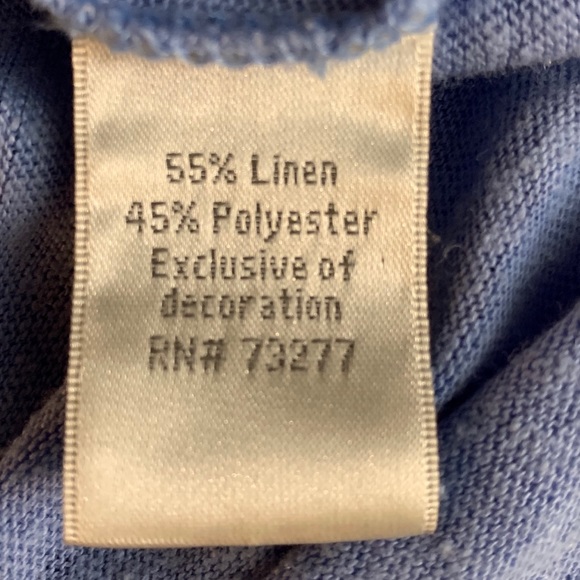 55% Linen
45% Polyester
Exclusive of
decoration
RN# 73277